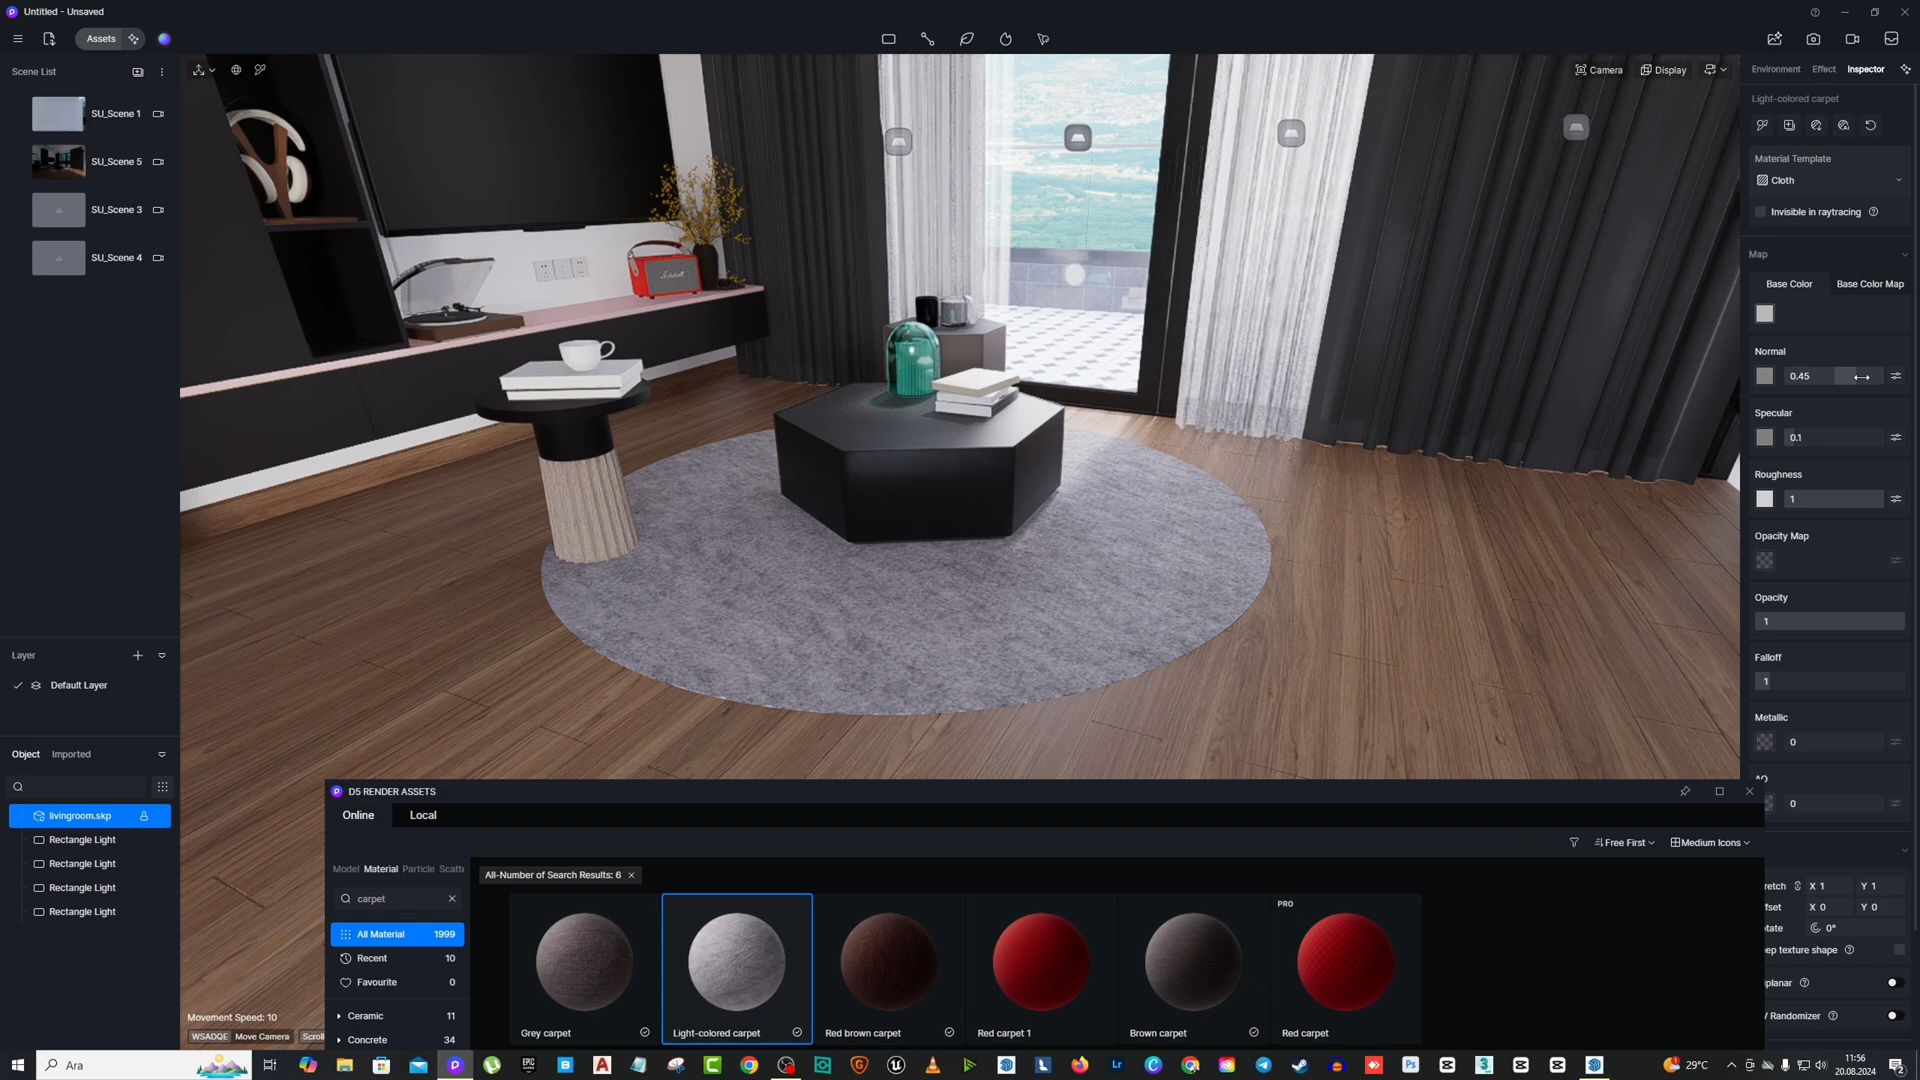 Untitled - Unsaved
Assets
Scene List
SU_Scene 1
SU_Scene 5
SU_Scene 3
SU_Scene 4
Camera
Display
Environment
Effect
Inspector
Light-colored carpet
Material Template
Cloth
Invisible in raytracing
Map
Base Color
Base Color Map
Normal
0.45
Specular
0.1
Roughness
1
Opacity Map
Opacity
1
Falloff
1
Metallic
0
AO
0
retch X 1 Y 1
fset X 0 Y 0
otate 0°
eep texture shape
iplanar
V Randomizer
Marshall
Layer
Default Layer
Object
Imported
livingroom.skp
Rectangle Light
Rectangle Light
Rectangle Light
Rectangle Light
Movement Speed: 10
WSADQE
Move Camera
Scroll
D5 RENDER ASSETS
Online
Local
Free First
Medium Icons
Model Material Particle Scatte
All-Number of Search Results: 6
carpet
All Material 1999
Recent 10
Favourite 0
Ceramic 11
Concrete 34
PRO
Grey carpet
Light-colored carpet
Red brown carpet
Red carpet 1
Brown carpet
Red carpet
Ara
29°C
11:56
20.08.2024
2